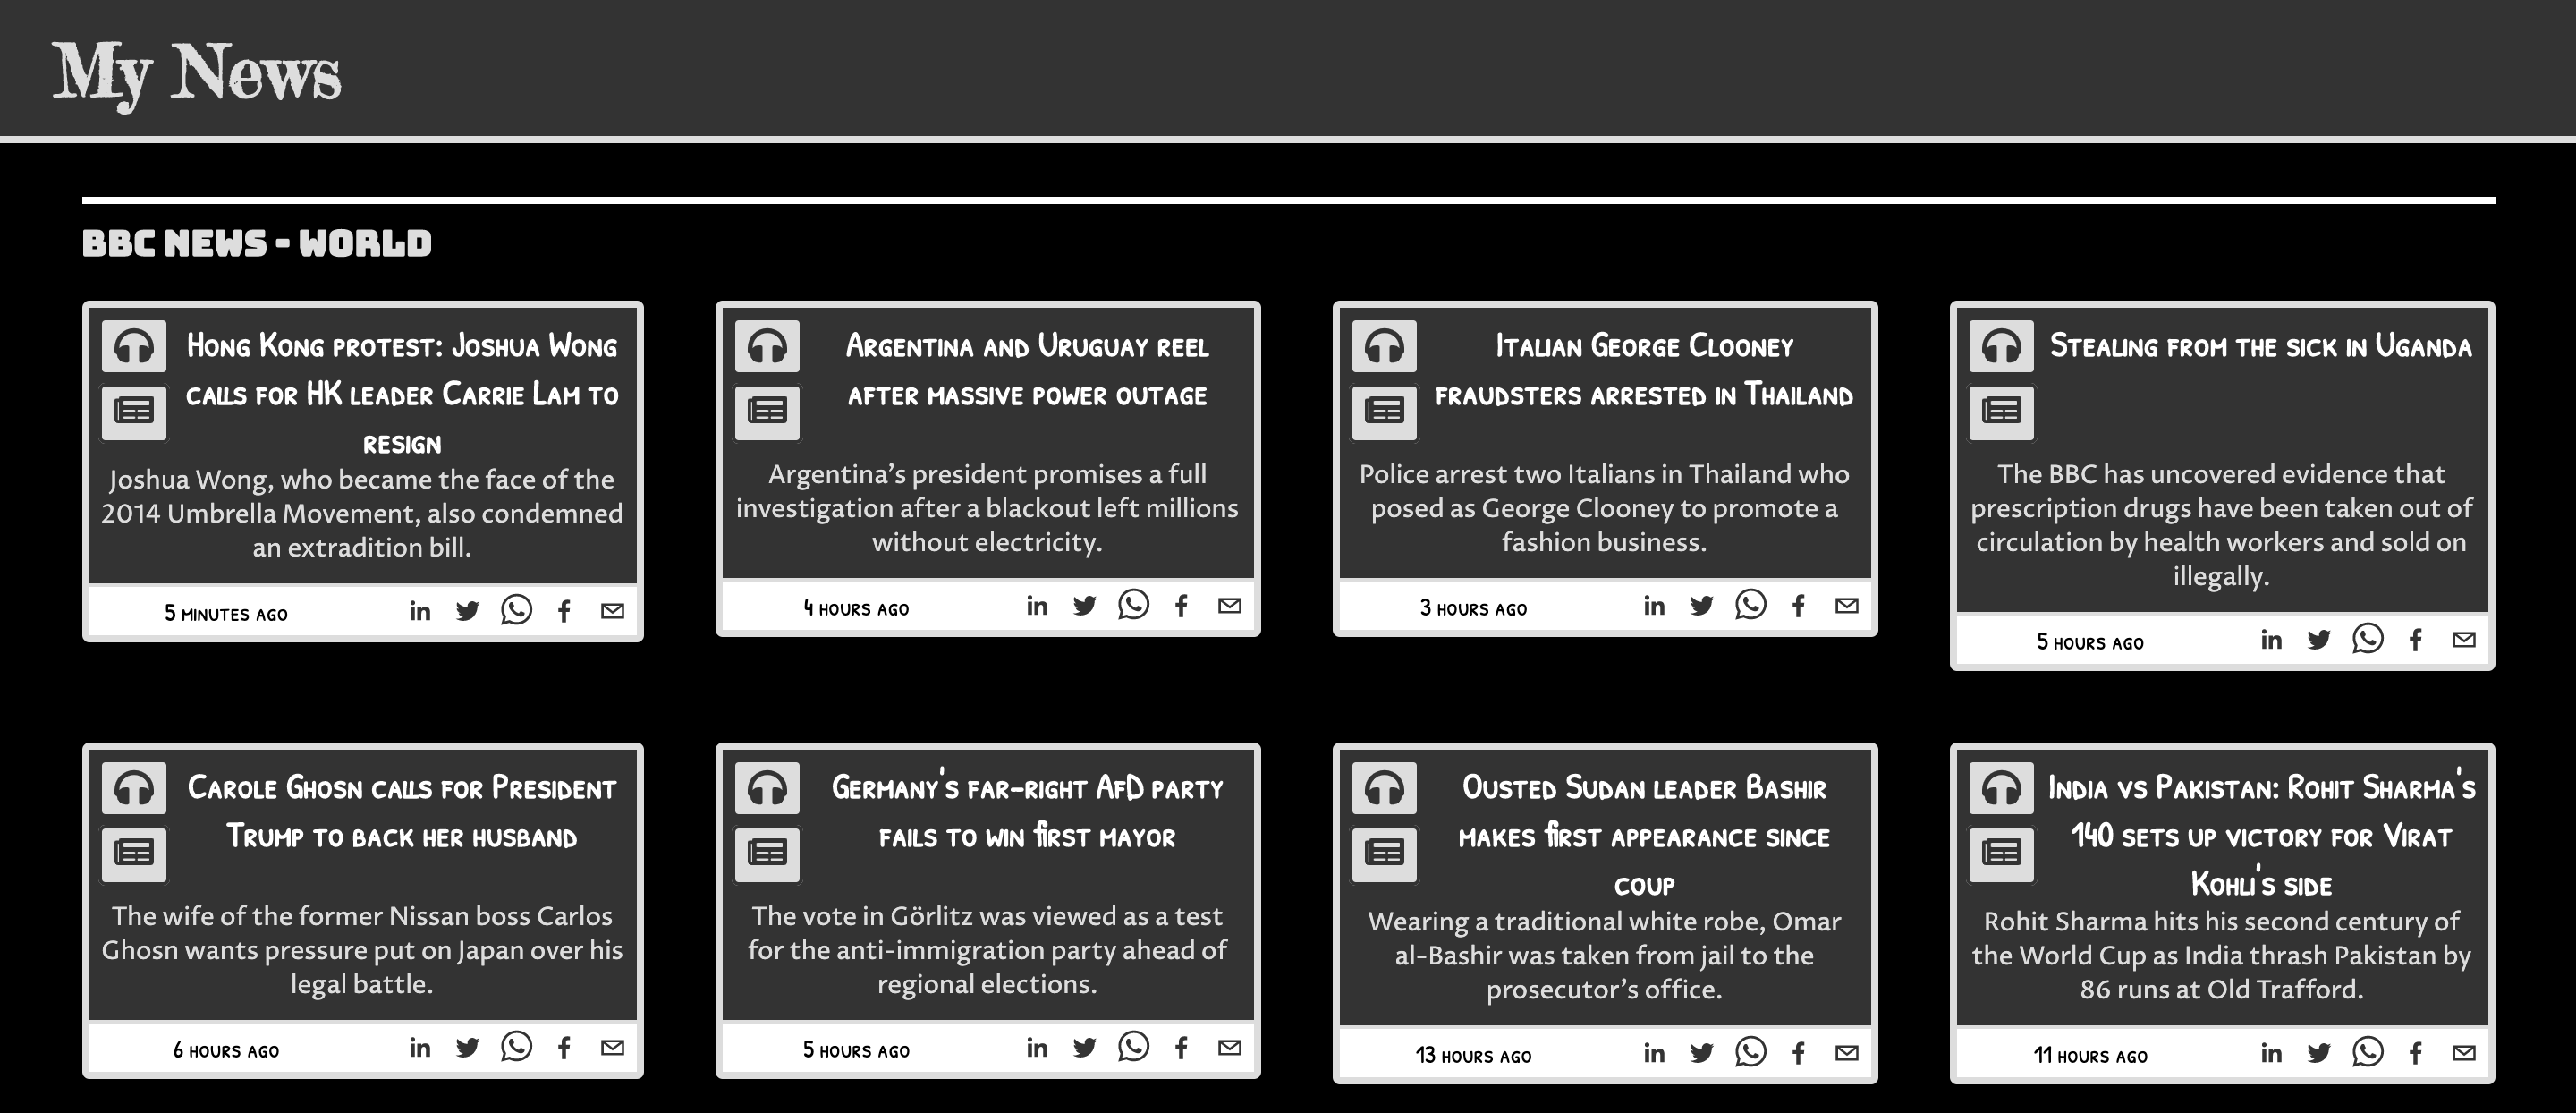 My News
BBC NEWS - WORLD
Hong Kong protest: Joshua Wong
calls for HK leader Carrie Lam to
resign
Joshua Wong, who became the face of the
2014 Umbrella Movement, also condemned
an extradition bill.
5 minutes ago
Argentina and Uruguay reel
after massive power outage
Argentina's president promises a full
investigation after a blackout left millions
without electricity.
4 hours ago
Italian George Clooney
fraudsters arrested in Thailand
Police arrest two Italians in Thailand who
posed as George Clooney to promote a
fashion business.
3 hours ago
Stealing from the sick in Uganda
The BBC has uncovered evidence that
prescription drugs have been taken out of
circulation by health workers and sold on
illegally.
5 hours ago
Carole Ghosn calls for President
Trump to back her husband
The wife of the former Nissan boss Carlos
Ghosn wants pressure put on Japan over his
legal battle.
6 hours ago
Germany's far-right AfD party
fails to win first mayor
The vote in Görlitz was viewed as a test
for the anti-immigration party ahead of
regional elections.
5 hours ago
Ousted Sudan leader Bashir
makes first appearance since
coup
Wearing a traditional white robe, Omar
al-Bashir was taken from jail to the
prosecutor's office.
13 hours ago
India vs Pakistan: Rohit Sharma's
140 sets up victory for Virat
Kohli's side
Rohit Sharma hits his second century of
the World Cup as India thrash Pakistan by
86 runs at Old Trafford.
11 hours ago